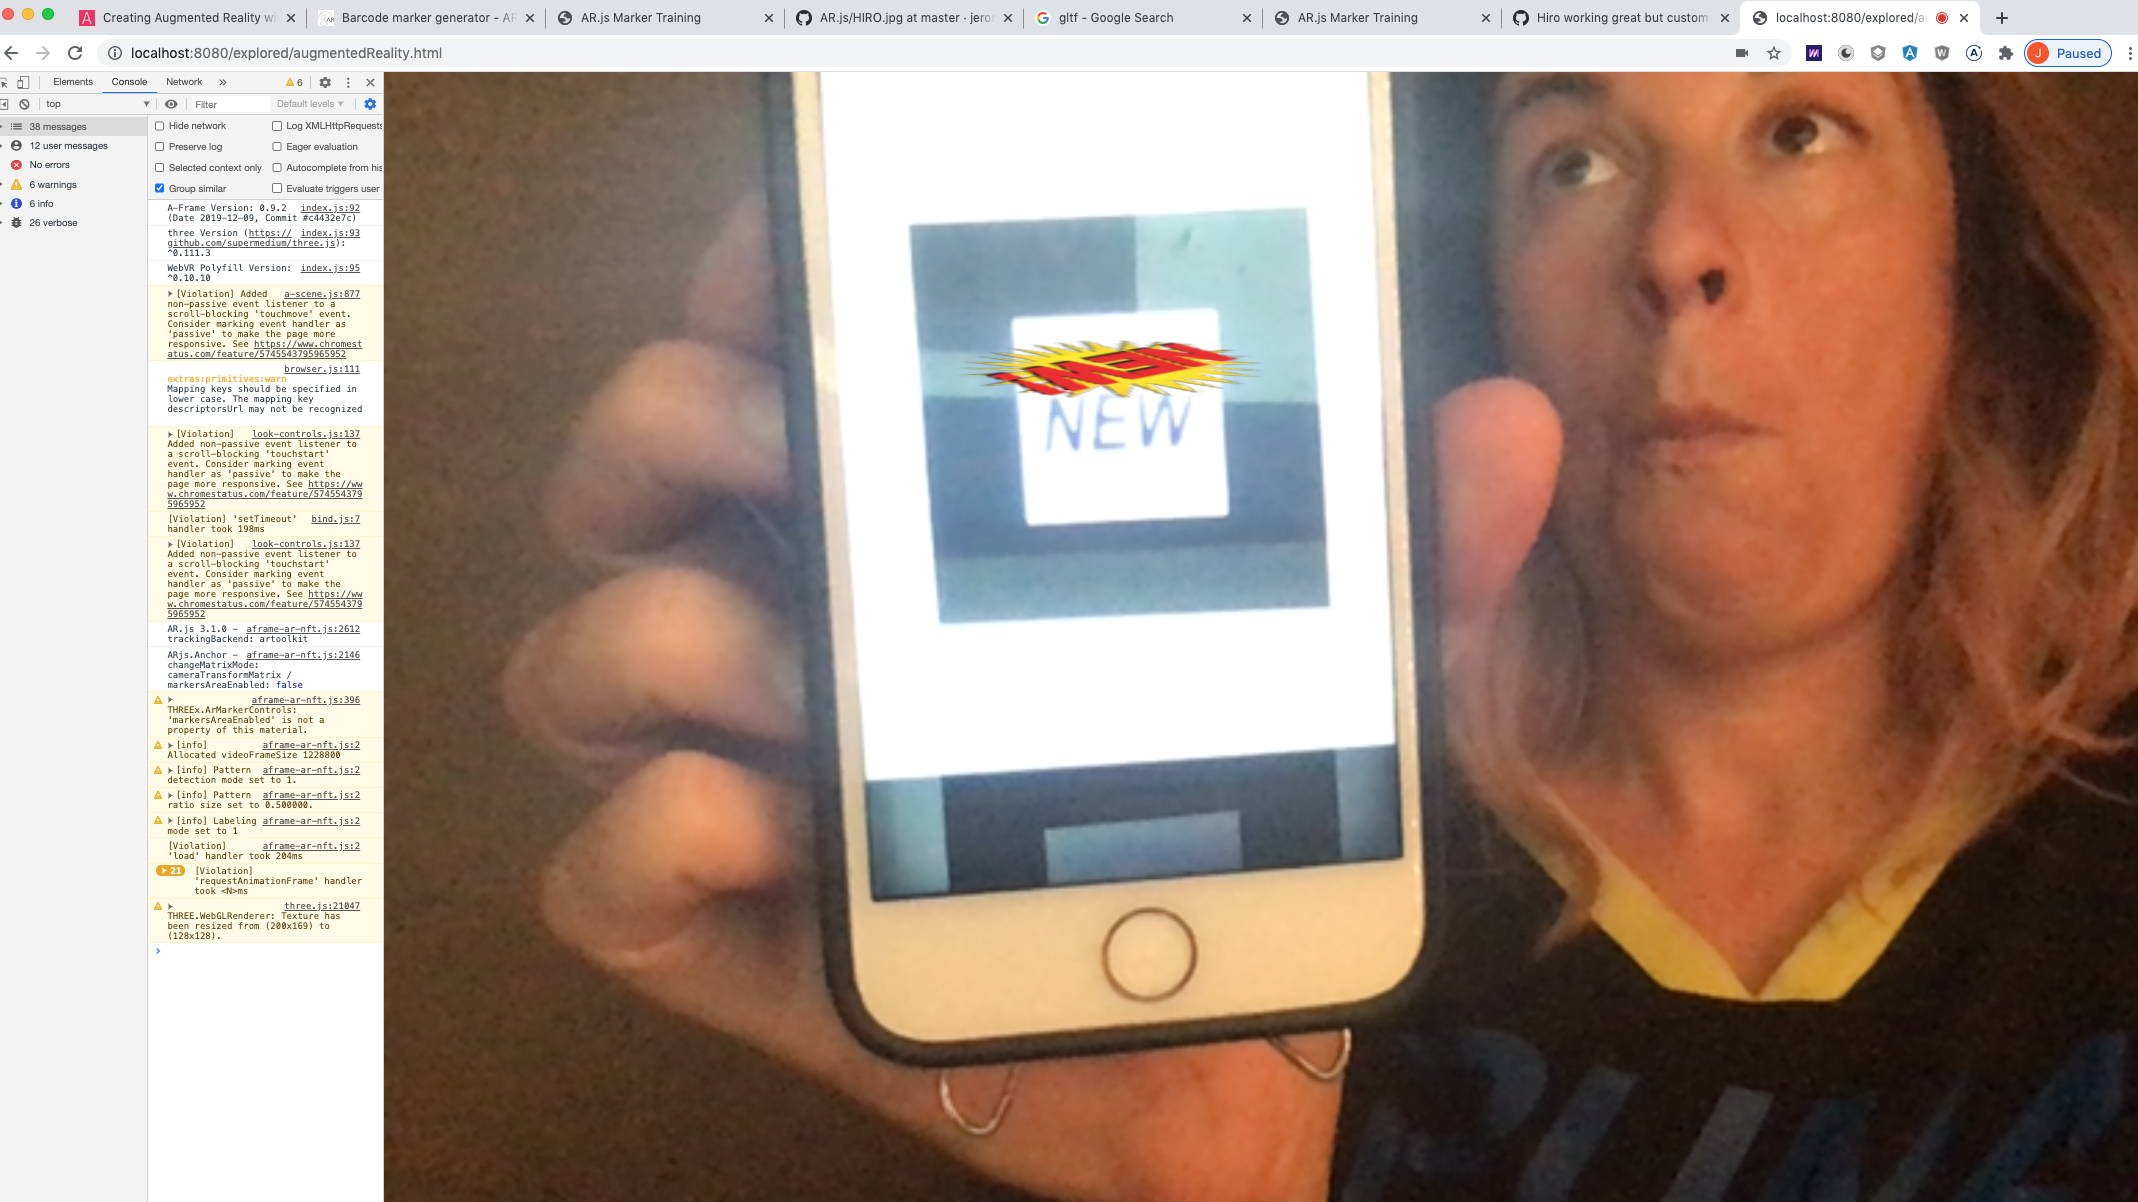 Creating Augmented Reality wi
Barcode marker generator - AR
AR.js Marker Training
AR.js/HIRO.jpg at master · jeror
gltf - Google Search
AR.js Marker Training
Hiro working great but custom
localhost:8080/explored/au
localhost:8080/explored/augmentedReality.html
Paused
Elements Console Network » 6
top Filter Default levels
38 messages
12 user messages
No errors
6 warnings
6 info
26 verbose
Hide network Log XMLHttpRequests
Preserve log Eager evaluation
Selected context only Autocomplete from his
Group similar Evaluate triggers user
A-Frame Version: 0.9.2 index.js:92
(Date 2019-12-09, Commit #c4432e7c)
three Version (https:// index.js:93
github.com/supermedium/three.js):
^0.111.3
WebVR Polyfill Version: index.js:95
^0.10.10
[Violation] Added a-scene.js:877
non-passive event listener to a
scroll-blocking 'touchmove' event.
Consider marking event handler as
'passive' to make the page more
responsive. See https://www.chromest
atus.com/feature/5745543795965952
browser.js:111
extras:primitives:warn
Mapping keys should be specified in
lower case. The mapping key
descriptorsUrl may not be recognized
[Violation] look-controls.js:137
Added non-passive event listener to
a scroll-blocking 'touchstart'
event. Consider marking event
handler as 'passive' to make the
page more responsive. See https://ww
w.chromestatus.com/feature/574554379
5965952
[Violation] 'setTimeout' bind.js:7
handler took 198ms
[Violation] look-controls.js:137
Added non-passive event listener to
a scroll-blocking 'touchstart'
event. Consider marking event
handler as 'passive' to make the
page more responsive. See https://ww
w.chromestatus.com/feature/574554379
5965952
AR.js 3.1.0 - aframe-ar-nft.js:2612
trackingBackend: artoolkit
ARjs.Anchor - aframe-ar-nft.js:2146
changeMatrixMode:
cameraTransformMatrix /
markersAreaEnabled: false
aframe-ar-nft.js:396
THREEx.ArMarkerControls:
'markersAreaEnabled' is not a
property of this material.
[info] aframe-ar-nft.js:2
Allocated videoFrameSize 1228800
[info] Pattern aframe-ar-nft.js:2
detection mode set to 1.
[info] Pattern aframe-ar-nft.js:2
ratio size set to 0.500000.
[info] Labeling aframe-ar-nft.js:2
mode set to 1
[Violation] aframe-ar-nft.js:2
'load' handler took 204ms
21 [Violation]
'requestAnimationFrame' handler
took <N>ms
three.js:21047
THREE.WebGLRenderer: Texture has
been resized from (200x169) to
(128x128).
NEW!
NEW